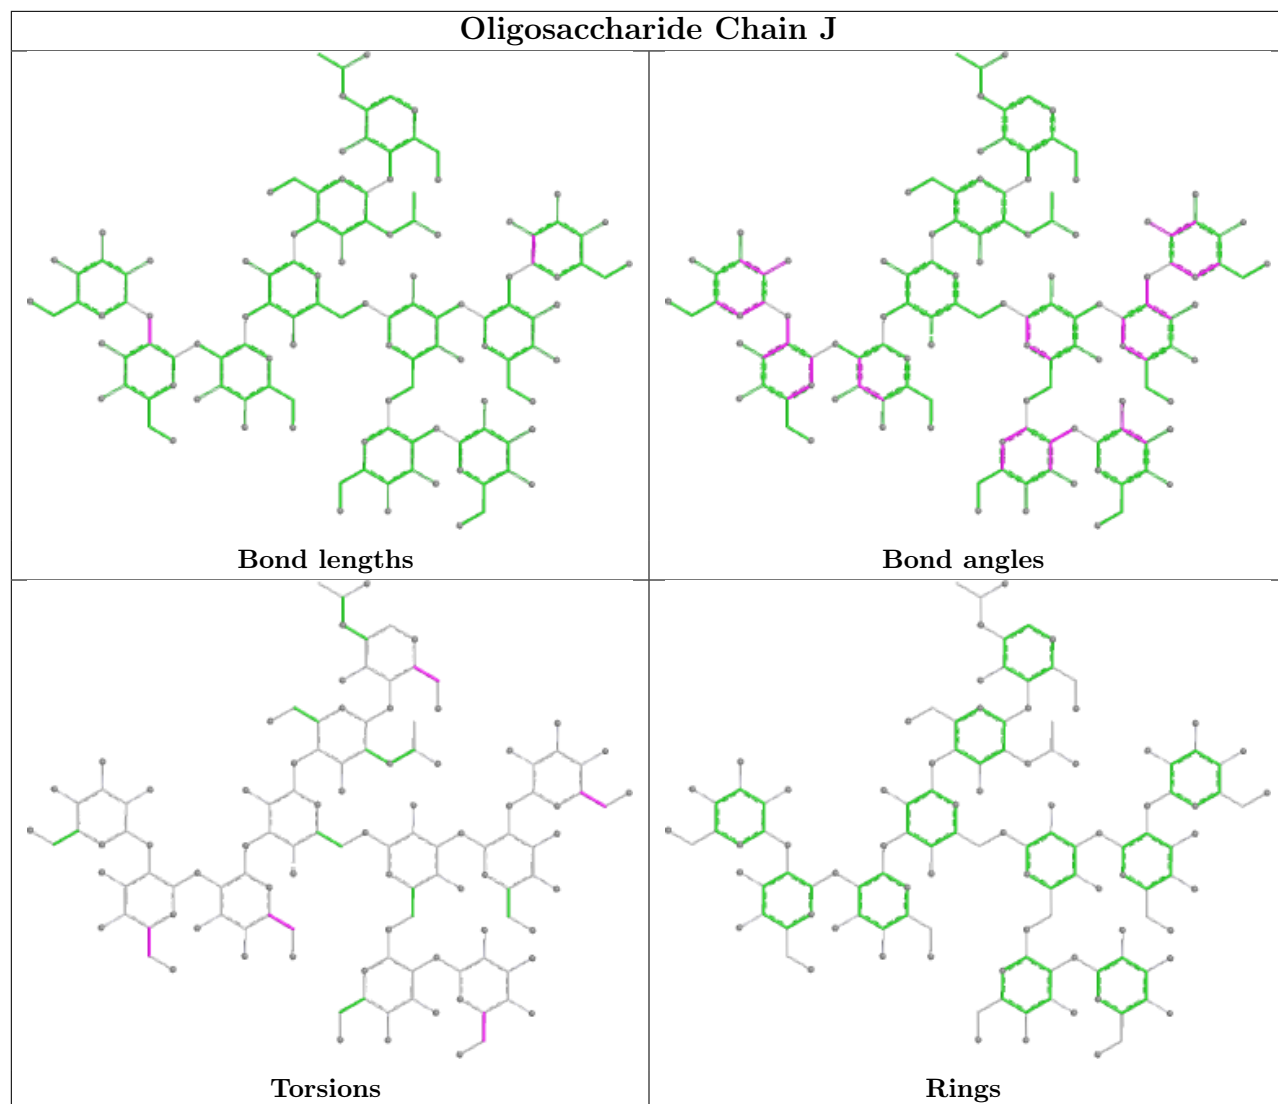 Oligosaccharide Chain J
Bond lengths
Bond angles
Torsions
Rings